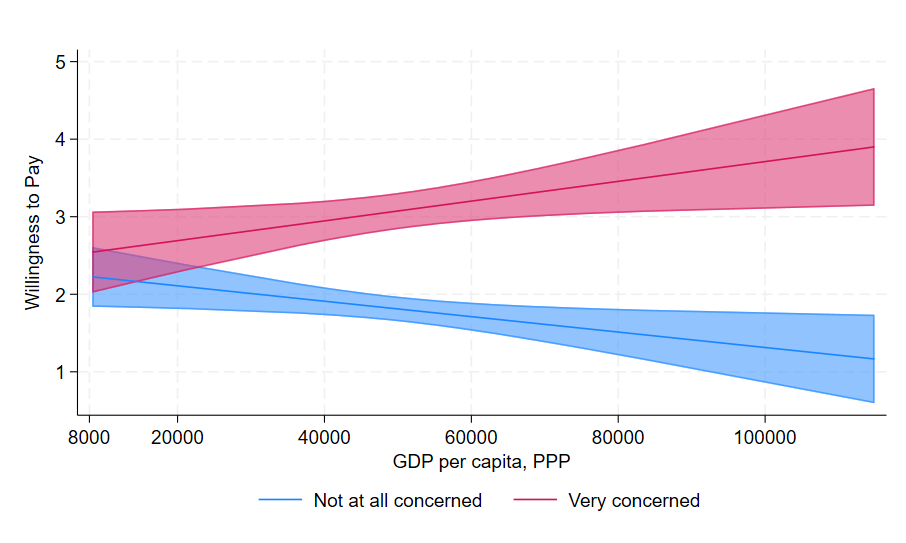 5
4
3
2
1
Willingness to Pay
8000 20000 40000 60000 80000 100000
GDP per capita, PPP
Not at all concerned Very concerned